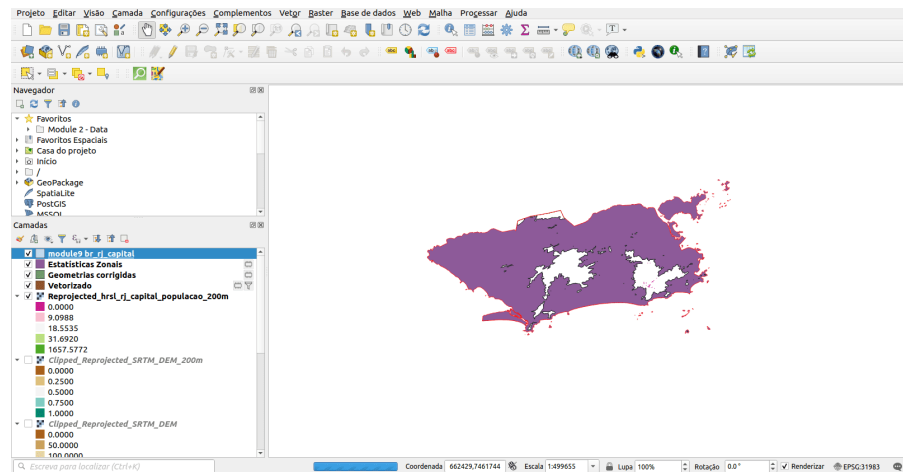 Projeto Editar Visão Camada Configurações Complementos Vetor Raster Base de dados Web Malha Processar Ajuda
Navegador
Favoritos
Module 2 - Data
Favoritos Espaciais
Casa do projeto
Início
/
GeoPackage
SpatiaLite
PostGIS
MSSQL
Camadas
module9 br_rj_capital
Estatísticas Zonais
Geometrias corrigidas
Vetorizado
Reprojected_hrsl_rj_capital_populacao_200m
0.0000
9.0988
18.5535
31.6920
1657.5772
Clipped_Reprojected_SRTM_DEM_200m
0.0000
0.2500
0.5000
0.7500
1.0000
Clipped_Reprojected_SRTM_DEM
0.0000
50.0000
100.0000
Escreva para localizar (Ctrl+K) Coordenada 662429,7461744 Escala 1:499655 Lupa 100% Rotação 0.0° Renderizar EPSG:31983